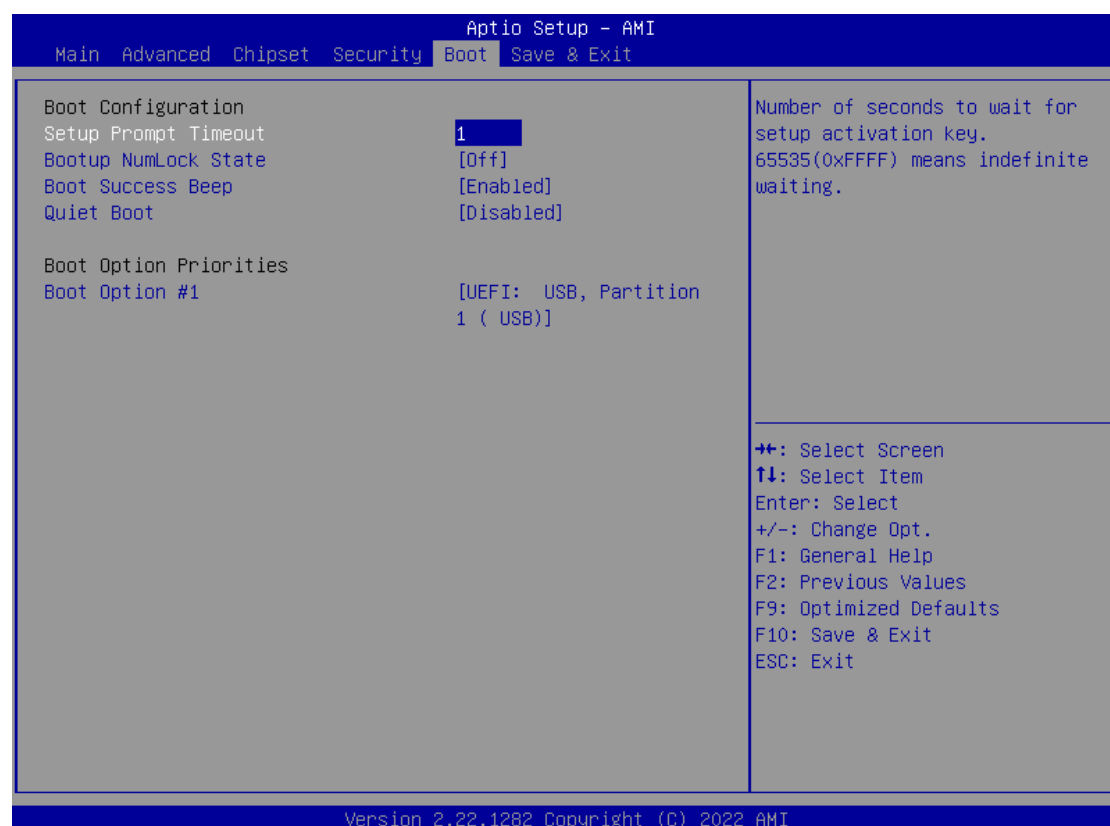 Aptio Setup – AMI
Main Advanced Chipset Security Boot Save & Exit
Boot Configuration
Setup Prompt Timeout 1
Bootup NumLock State [Off]
Boot Success Beep [Enabled]
Quiet Boot [Disabled]
Boot Option Priorities
Boot Option #1 [UEFI: USB, Partition
1 ( USB)]
Number of seconds to wait for
setup activation key.
65535(0xFFFF) means indefinite
waiting.
→←: Select Screen
↑↓: Select Item
Enter: Select
+/–: Change Opt.
F1: General Help
F2: Previous Values
F9: Optimized Defaults
F10: Save & Exit
ESC: Exit
Version 2.22.1282 Copyright (C) 2022 AMI